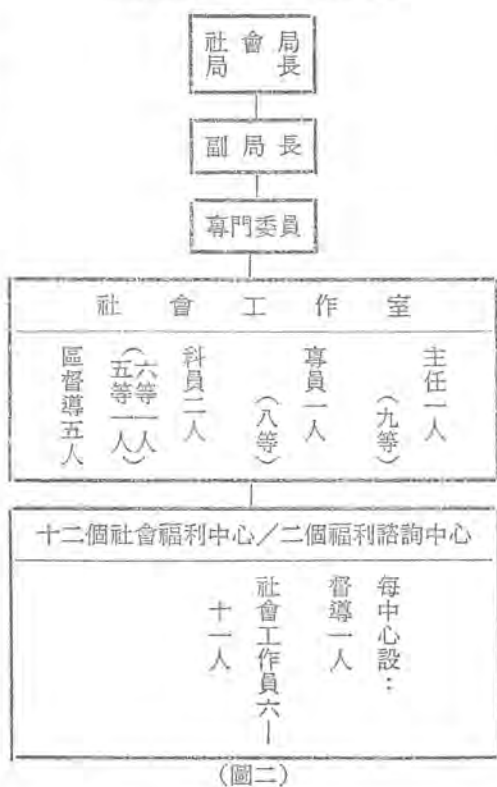 社會局
局長
副局長
專門委員
社會工作室
主任一人
（九等）
專員一人
（八等）
科員二人
（六等一人
五等一人）
區督導五人
十二個社會福利中心／二個福利諮詢中心
每中心設：
督導一人
社會工作員六—
十一人
（圖二）